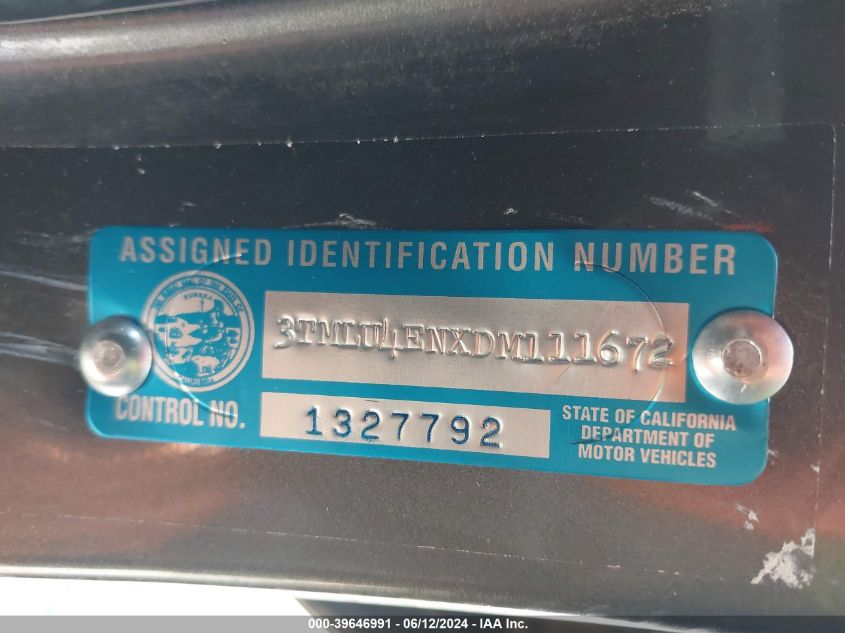 ASSIGNED IDENTIFICATION NUMBER
EUREKA
3TMLU4ENXDM111672
CONTROL NO.
1327792
STATE OF CALIFORNIA
DEPARTMENT OF
MOTOR VEHICLES
000-39646991 - 06/12/2024 - IAA Inc.